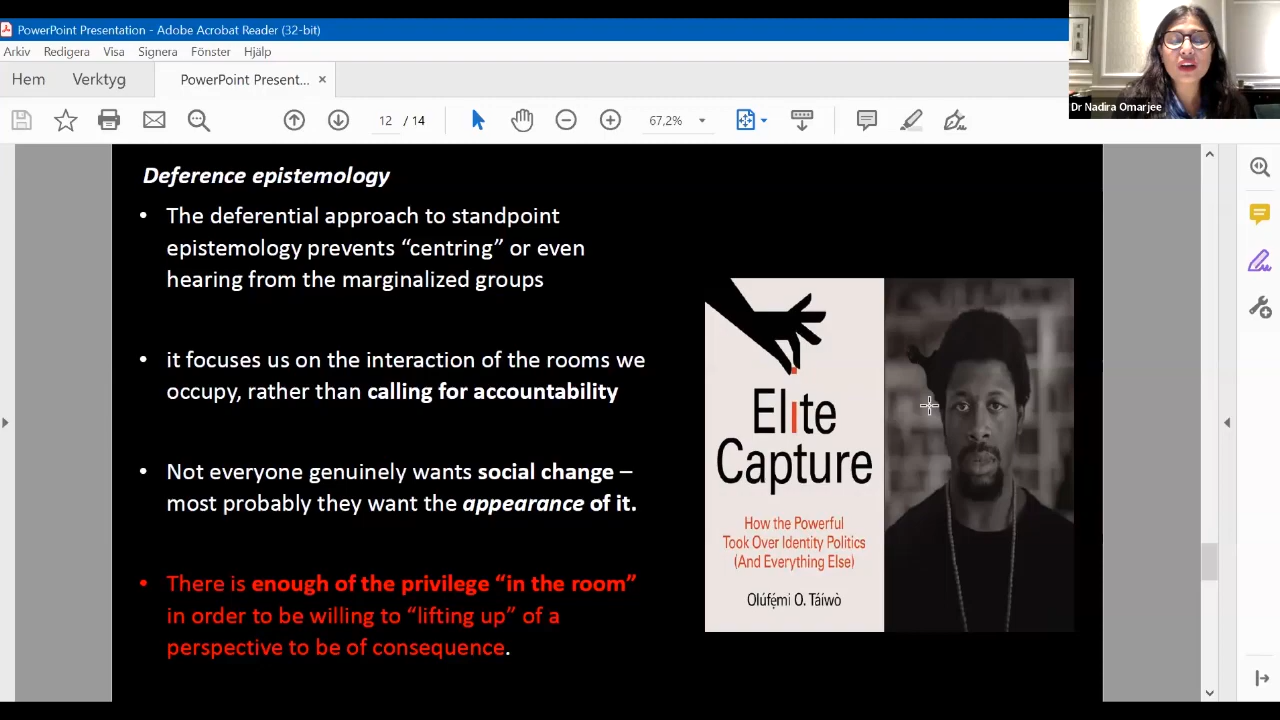 PowerPoint Presentation - Adobe Acrobat Reader (32-bit)
Arkiv Redigera Visa Signera Fönster Hjälp
Hem Verktyg PowerPoint Present... ×
12 / 14 67,2%
Dr Nadira Omarjee
Deference epistemology
• The deferential approach to standpoint
epistemology prevents “centring” or even
hearing from the marginalized groups
• it focuses us on the interaction of the rooms we
occupy, rather than calling for accountability
• Not everyone genuinely wants social change –
most probably they want the appearance of it.
• There is enough of the privilege “in the room”
in order to be willing to “lifting up” of a
perspective to be of consequence.
Elite
Capture
How the Powerful
Took Over Identity Politics
(And Everything Else)
Olúfẹ́mi O. Táíwò